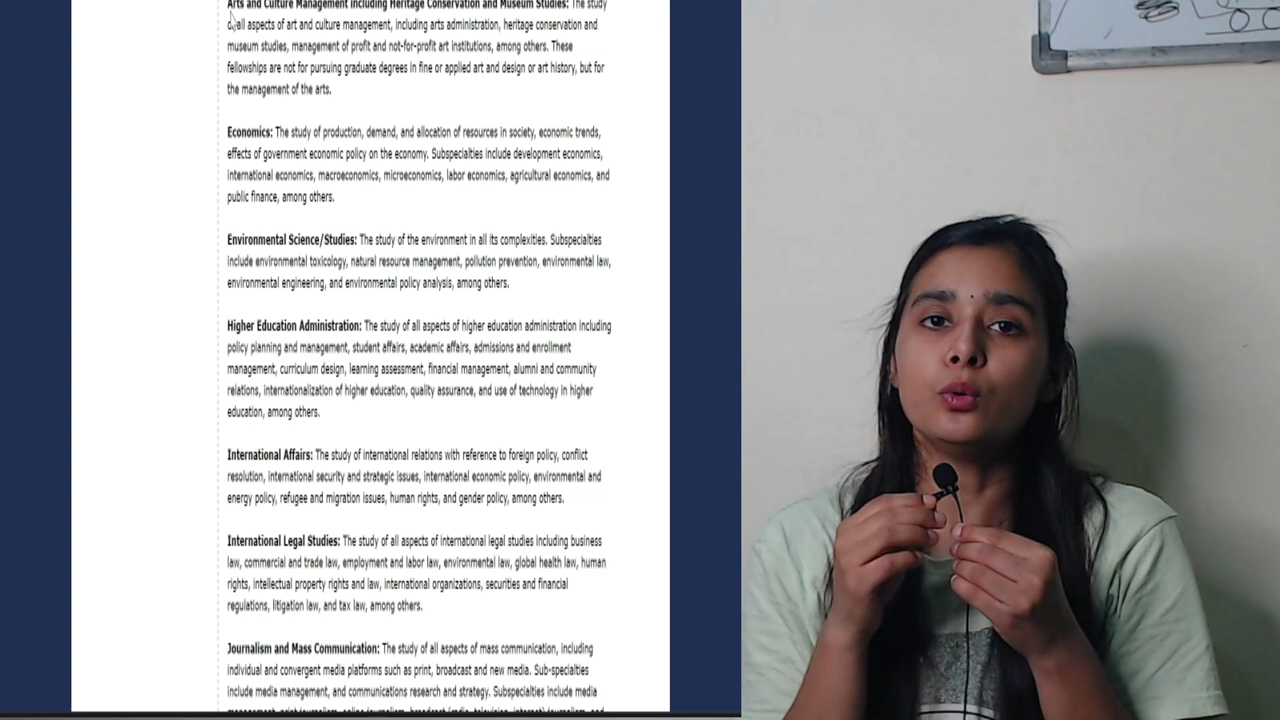 Arts and Culture Management including Heritage Conservation and Museum Studies: The study
of all aspects of art and culture management, including arts administration, heritage conservation and
museum studies, management of profit and not-for-profit art institutions, among others. These
fellowships are not for pursuing graduate degrees in fine or applied art and design or art history, but for
the management of the arts.
Economics: The study of production, demand, and allocation of resources in society, economic trends,
effects of government economic policy on the economy. Subspecialties include development economics,
international economics, macroeconomics, microeconomics, labor economics, agricultural economics, and
public finance, among others.
Environmental Science/Studies: The study of the environment in all its complexities. Subspecialties
include environmental toxicology, natural resource management, pollution prevention, environmental law,
environmental engineering, and environmental policy analysis, among others.
Higher Education Administration: The study of all aspects of higher education administration including
policy planning and management, student affairs, academic affairs, admissions and enrollment
management, curriculum design, learning assessment, financial management, alumni and community
relations, internationalization of higher education, quality assurance, and use of technology in higher
education, among others.
International Affairs: The study of international relations with reference to foreign policy, conflict
resolution, international security and strategic issues, international economic policy, environmental and
energy policy, refugee and migration issues, human rights, and gender policy, among others.
International Legal Studies: The study of all aspects of international legal studies including business
law, commercial and trade law, employment and labor law, environmental law, global health law, human
rights, intellectual property rights and law, international organizations, securities and financial
regulations, litigation law, and tax law, among others.
Journalism and Mass Communication: The study of all aspects of mass communication, including
individual and convergent media platforms such as print, broadcast and new media. Sub-specialties
include media management, and communications research and strategy. Subspecialties include media
management, print journalism, online journalism, broadcast (radio, television, internet) journalism, and